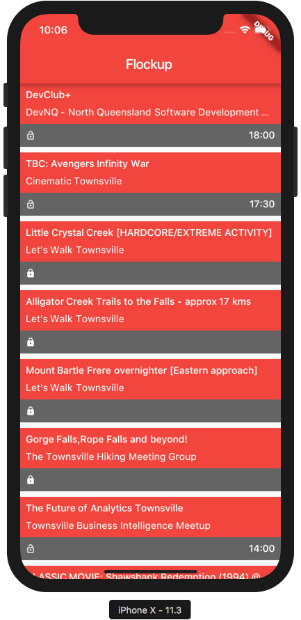 10:06
DEBUG
Flockup
DevClub+
DevNQ - North Queensland Software Development ...
18:00
TBC: Avengers Infinity War
Cinematic Townsville
17:30
Little Crystal Creek [HARDCORE/EXTREME ACTIVITY]
Let's Walk Townsville
Alligator Creek Trails to the Falls - approx 17 kms
Let's Walk Townsville
Mount Bartle Frere overnighter [Eastern approach]
Let's Walk Townsville
Gorge Falls,Rope Falls and beyond!
The Townsville Hiking Meeting Group
The Future of Analytics Townsville
Townsville Business Intelligence Meetup
14:00
CLASSIC MOVIE: Shawshank Redemption (1994) @
iPhone X - 11.3